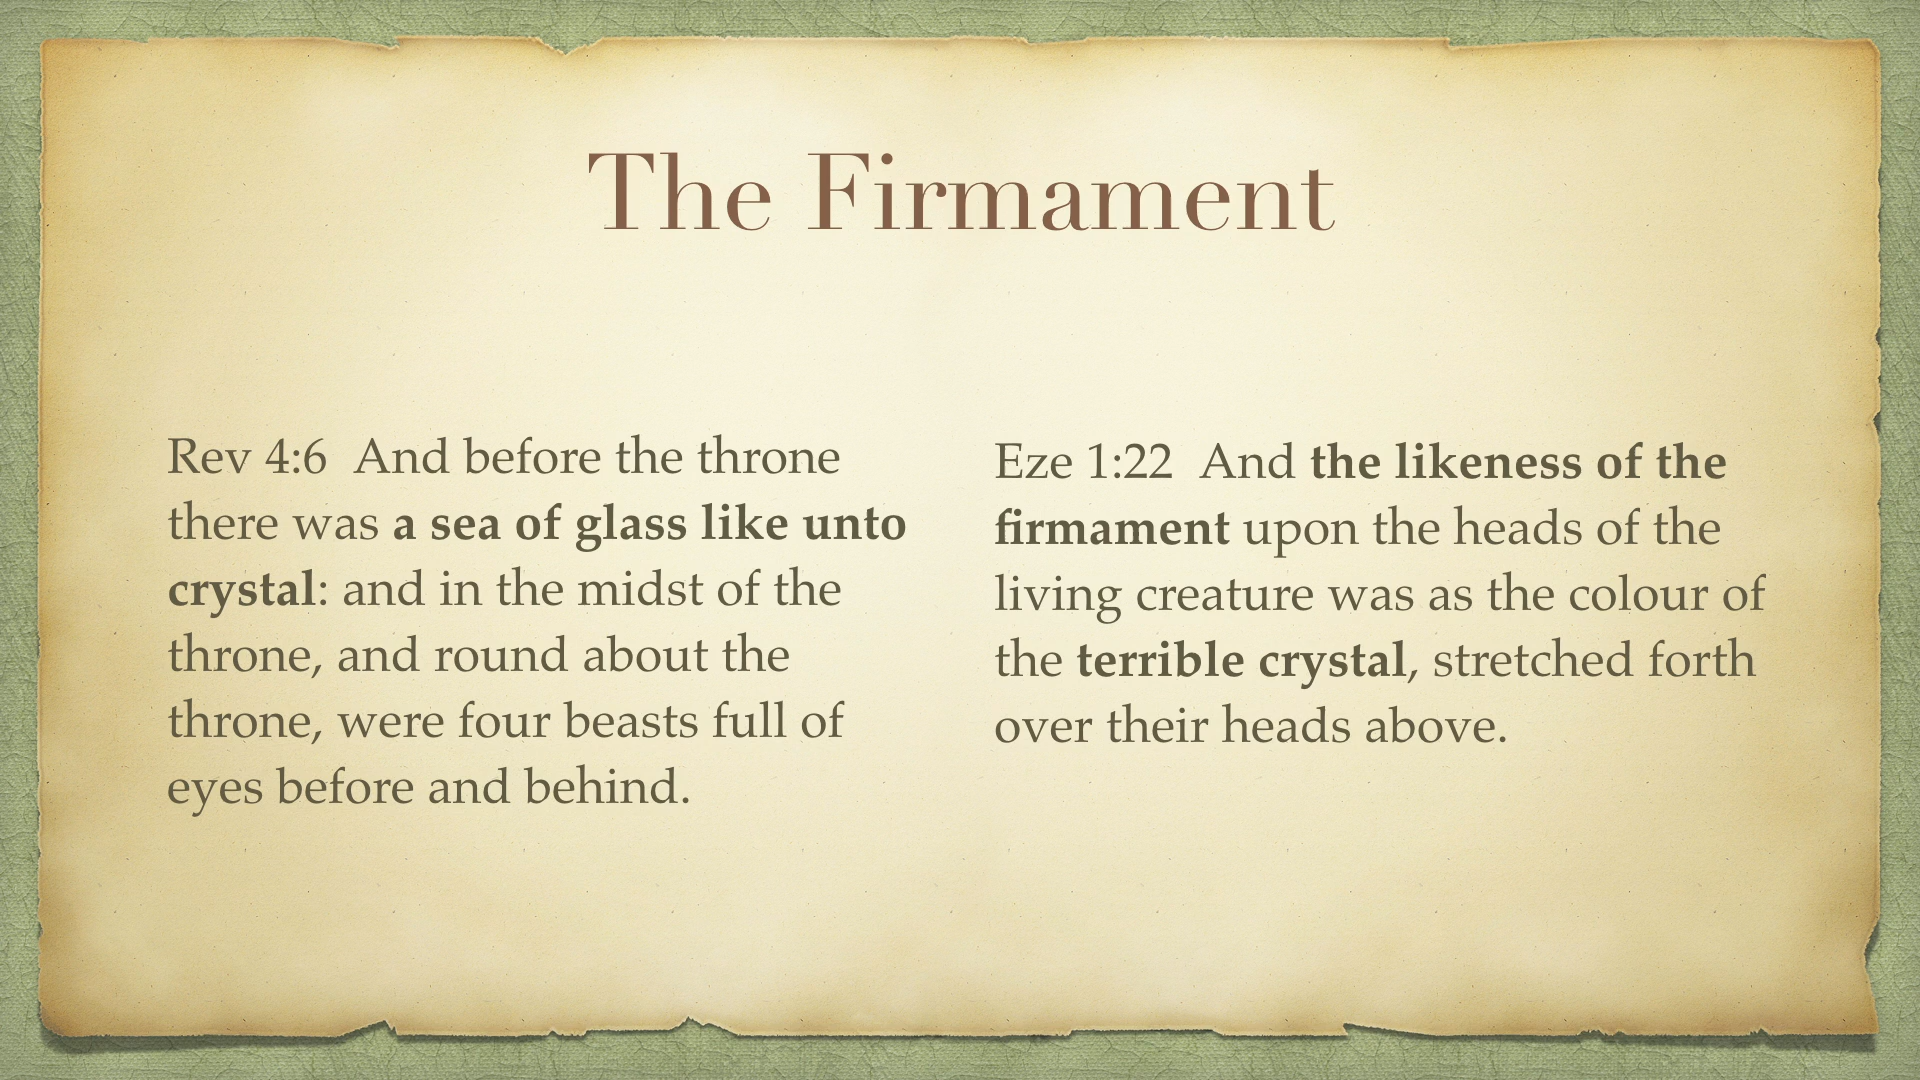 The Firmament
Rev 4:6  And before the throne
there was a sea of glass like unto
crystal: and in the midst of the
throne, and round about the
throne, were four beasts full of
eyes before and behind.
Eze 1:22  And the likeness of the
firmament upon the heads of the
living creature was as the colour of
the terrible crystal, stretched forth
over their heads above.